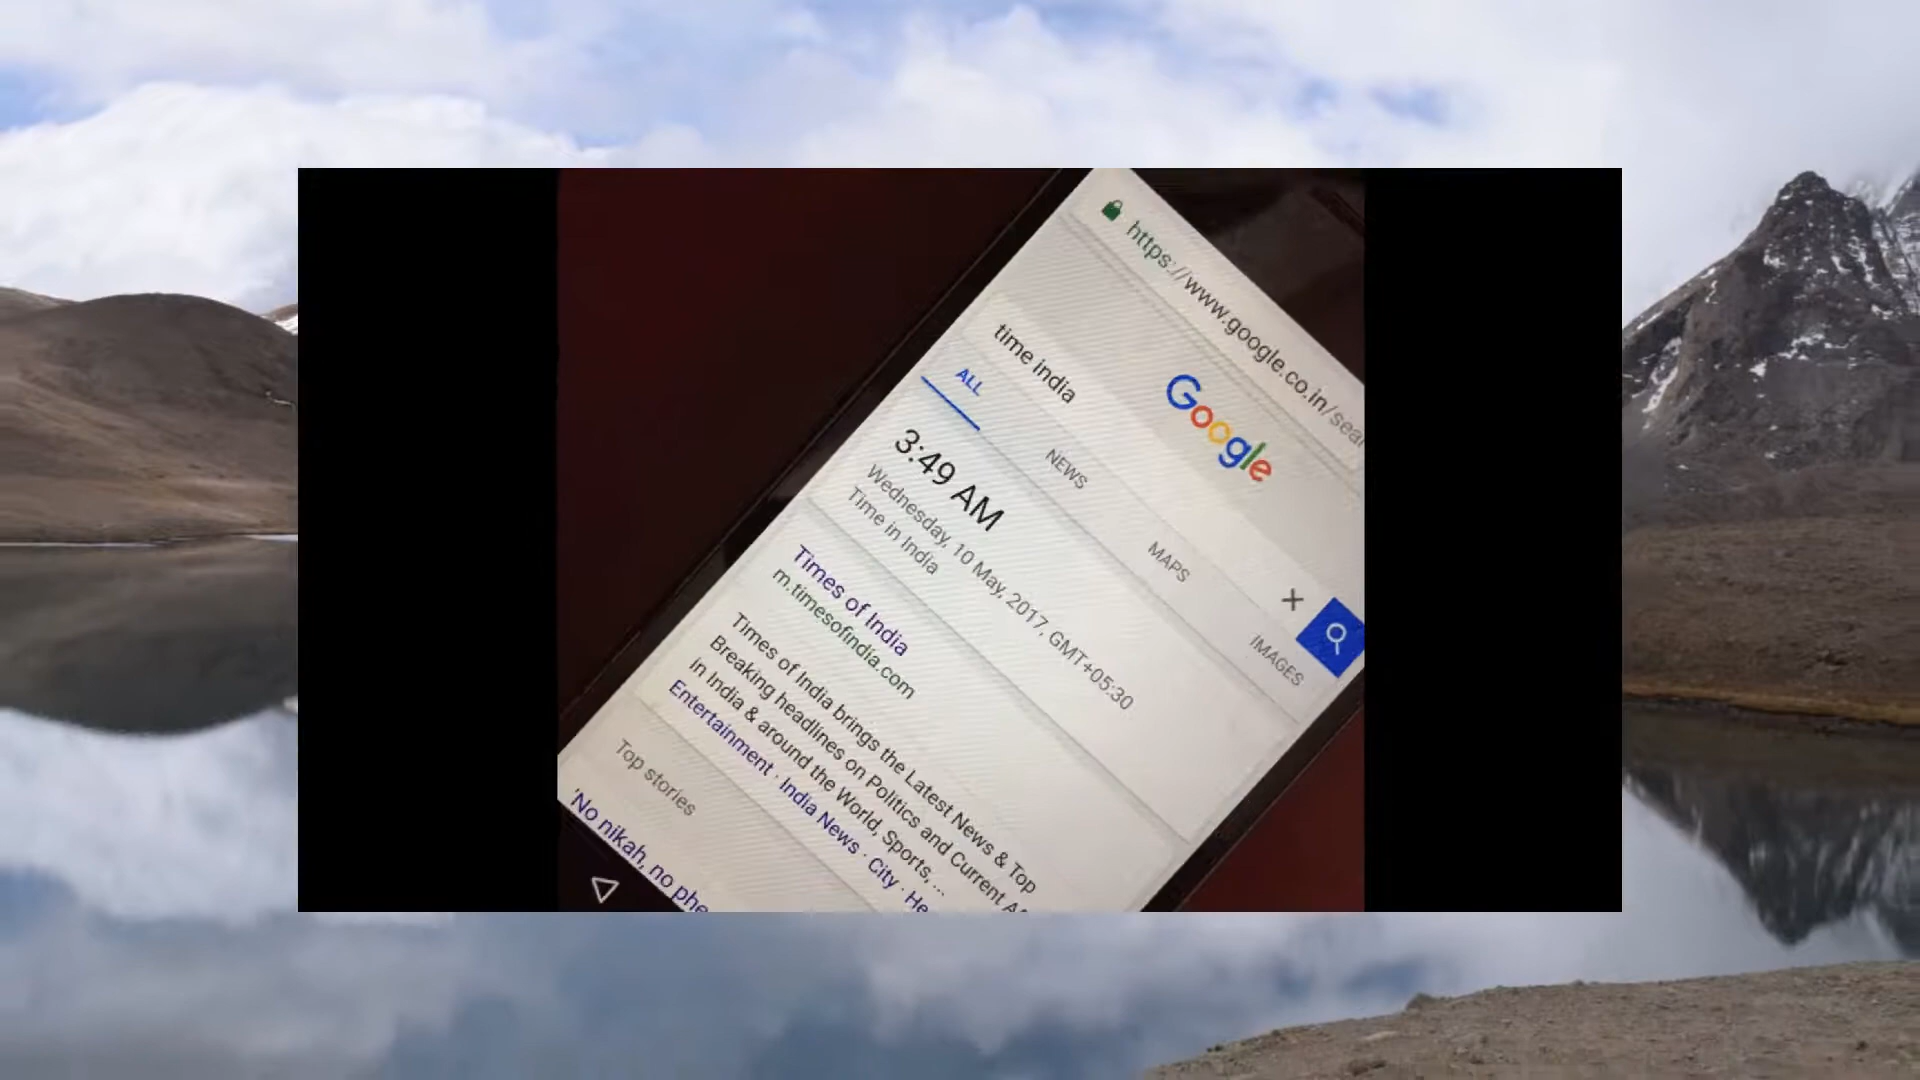 https://www.google.co.in/sea
Google
time india
+
ALL NEWS MAPS IMAGES
3:49 AM
Wednesday, 10 May, 2017, GMT+05:30
Time in India
Times of India
m.timesofindia.com
Times of India brings the Latest News & Top
Breaking headlines on Politics and Current
in India & around the World, Sports, ...
Entertainment · India News · City · He
Top stories
'No nikah, no phe